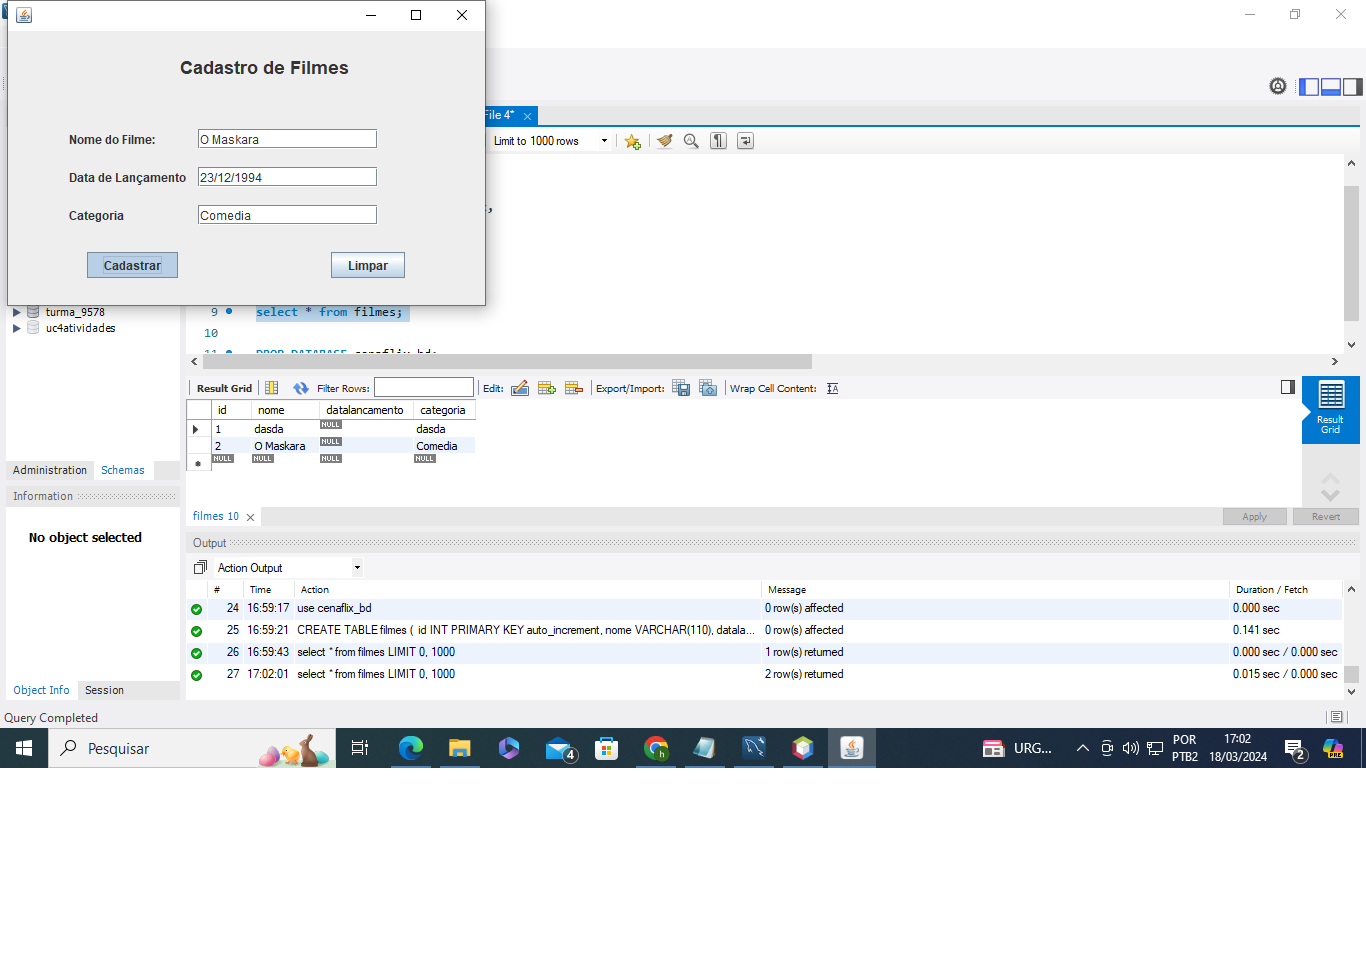 Cadastro de Filmes
Nome do Filme: O Maskara
Data de Lançamento 23/12/1994
Categoria Comedia
Cadastrar Limpar
File 4*
Limit to 1000 rows
turma_9578
uc4atividades
9 select * from filmes;
10
11 DROP DATABASE cenaflix_bd;
Result Grid Filter Rows: Edit: Export/Import: Wrap Cell Content:
id nome datalancamento categoria
1 dasda NULL dasda
2 O Maskara NULL Comedia
NULL NULL NULL NULL
Result
Grid
Administration Schemas
Information
No object selected
filmes 10
Apply Revert
Output
Action Output
# Time Action Message Duration / Fetch
24 16:59:17 use cenaflix_bd 0 row(s) affected 0.000 sec
25 16:59:21 CREATE TABLE filmes ( id INT PRIMARY KEY auto_increment, nome VARCHAR(110), datala... 0 row(s) affected 0.141 sec
26 16:59:43 select * from filmes LIMIT 0, 1000 1 row(s) returned 0.000 sec / 0.000 sec
27 17:02:01 select * from filmes LIMIT 0, 1000 2 row(s) returned 0.015 sec / 0.000 sec
Object Info Session
Query Completed
Pesquisar
4
URG...
POR
PTB2
17:02
18/03/2024
2
PRE